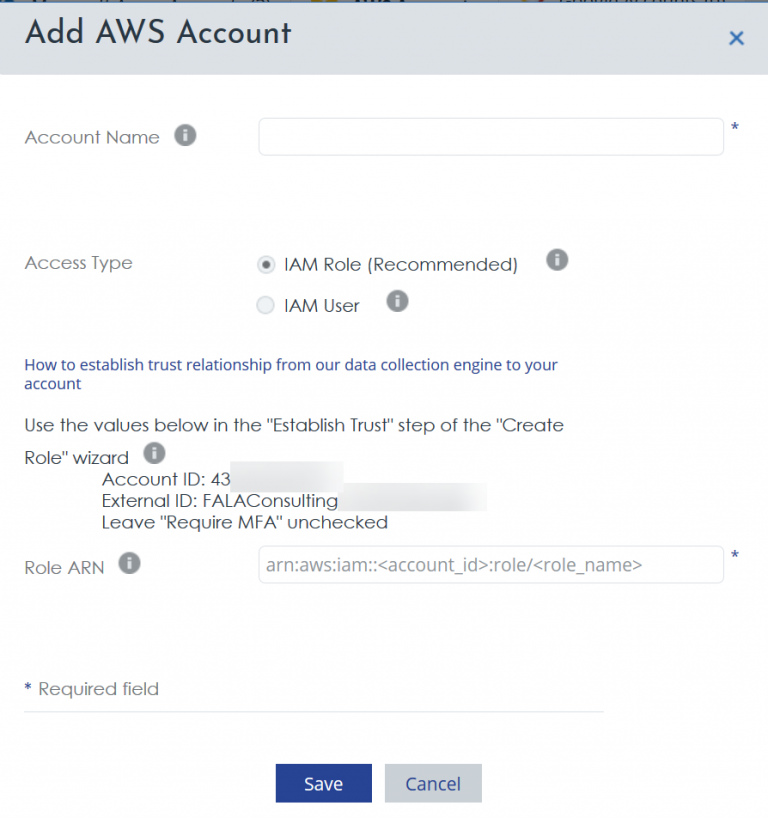 Add AWS Account
×
Account Name i *
Access Type
IAM Role (Recommended) i
IAM User i
How to establish trust relationship from our data collection engine to your
account
Use the values below in the "Establish Trust" step of the "Create
Role" wizard i
Account ID: 43
External ID: FALAConsulting
Leave "Require MFA" unchecked
Role ARN i arn:aws:iam::<account_id>:role/<role_name> *
* Required field
Save Cancel